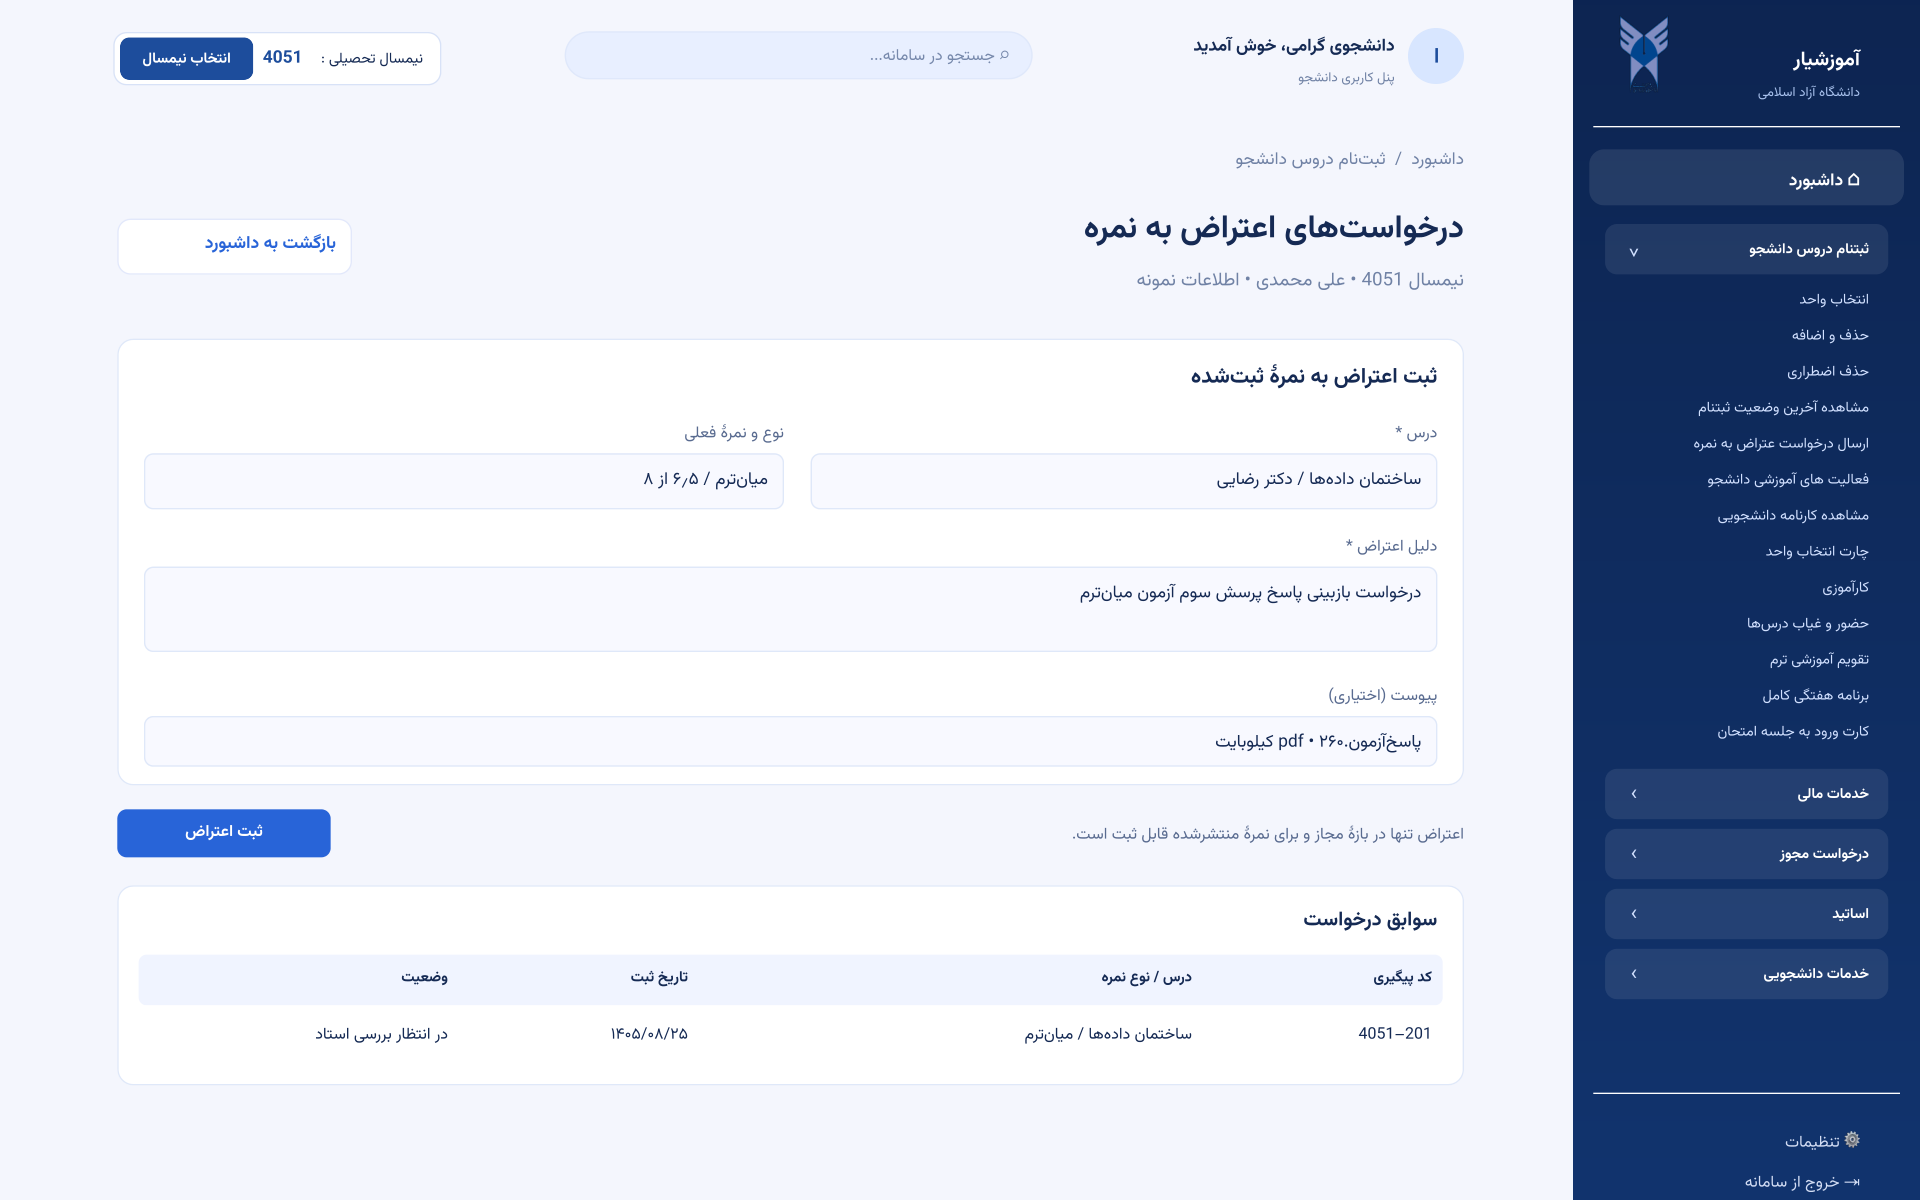 آموزشیار
دانشگاه آزاد اسلامی
داشبورد
ثبتنام دروس دانشجو
انتخاب واحد
حذف و اضافه
حذف اضطراری
مشاهده آخرین وضعیت ثبتنام
ارسال درخواست عتراض به نمره
فعالیت های آموزشی دانشجو
مشاهده کارنامه دانشجویی
چارت انتخاب واحد
کارآموزی
حضور و غیاب درس‌ها
تقویم آموزشی ترم
برنامه هفتگی کامل
کارت ورود به جلسه امتحان
خدمات مالی
درخواست مجوز
اساتید
خدمات دانشجویی
تنظیمات
خروج از سامانه
ا
دانشجوی گرامی، خوش آمدید
پنل کاربری دانشجو
جستجو در سامانه...
نیمسال تحصیلی : 4051 انتخاب نیمسال
داشبورد / ثبت‌نام دروس دانشجو
درخواست‌های اعتراض به نمره
نیمسال 4051 • علی محمدی • اطلاعات نمونه
بازگشت به داشبورد
ثبت اعتراض به نمرهٔ ثبت‌شده
درس * نوع و نمرهٔ فعلی
ساختمان داده‌ها / دکتر رضایی میان‌ترم / ۶٫۵ از ۸
دلیل اعتراض *
درخواست بازبینی پاسخ پرسش سوم آزمون میان‌ترم
پیوست (اختیاری)
پاسخ‌آزمون.pdf • ۲۶۰ کیلوبایت
اعتراض تنها در بازهٔ مجاز و برای نمرهٔ منتشرشده قابل ثبت است.
ثبت اعتراض
سوابق درخواست
کد پیگیری درس / نوع نمره تاریخ ثبت وضعیت
4051–201 ساختمان داده‌ها / میان‌ترم ۱۴۰۵/۰۸/۲۵ در انتظار بررسی استاد